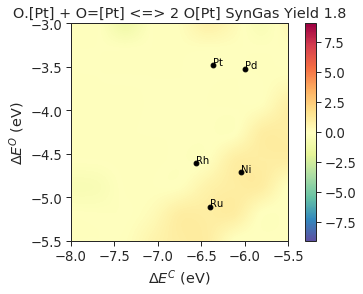 O.[Pt] + O=[Pt] <=> 2 O[Pt] SynGas Yield 1.8
−3.0
−3.5
−4.0
−4.5
−5.0
−5.5
ΔE^O (eV)
Pt
Pd
Rh
Ni
Ru
−8.0 −7.5 −7.0 −6.5 −6.0 −5.5
ΔE^C (eV)
7.5
5.0
2.5
0.0
−2.5
−5.0
−7.5